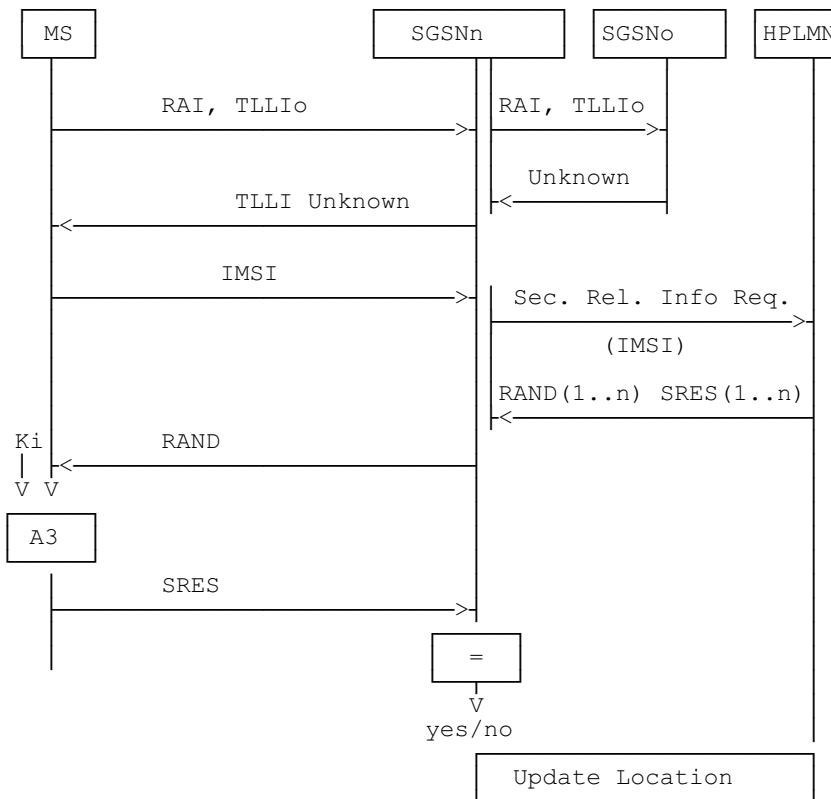 MS SGSNn SGSNo HPLMN
RAI, TLLIo RAI, TLLIo
Unknown
TLLI Unknown
IMSI
Sec. Rel. Info Req.
(IMSI)
RAND(1..n) SRES(1..n)
Ki RAND
V V
A3
SRES
=
V
yes/no
Update Location